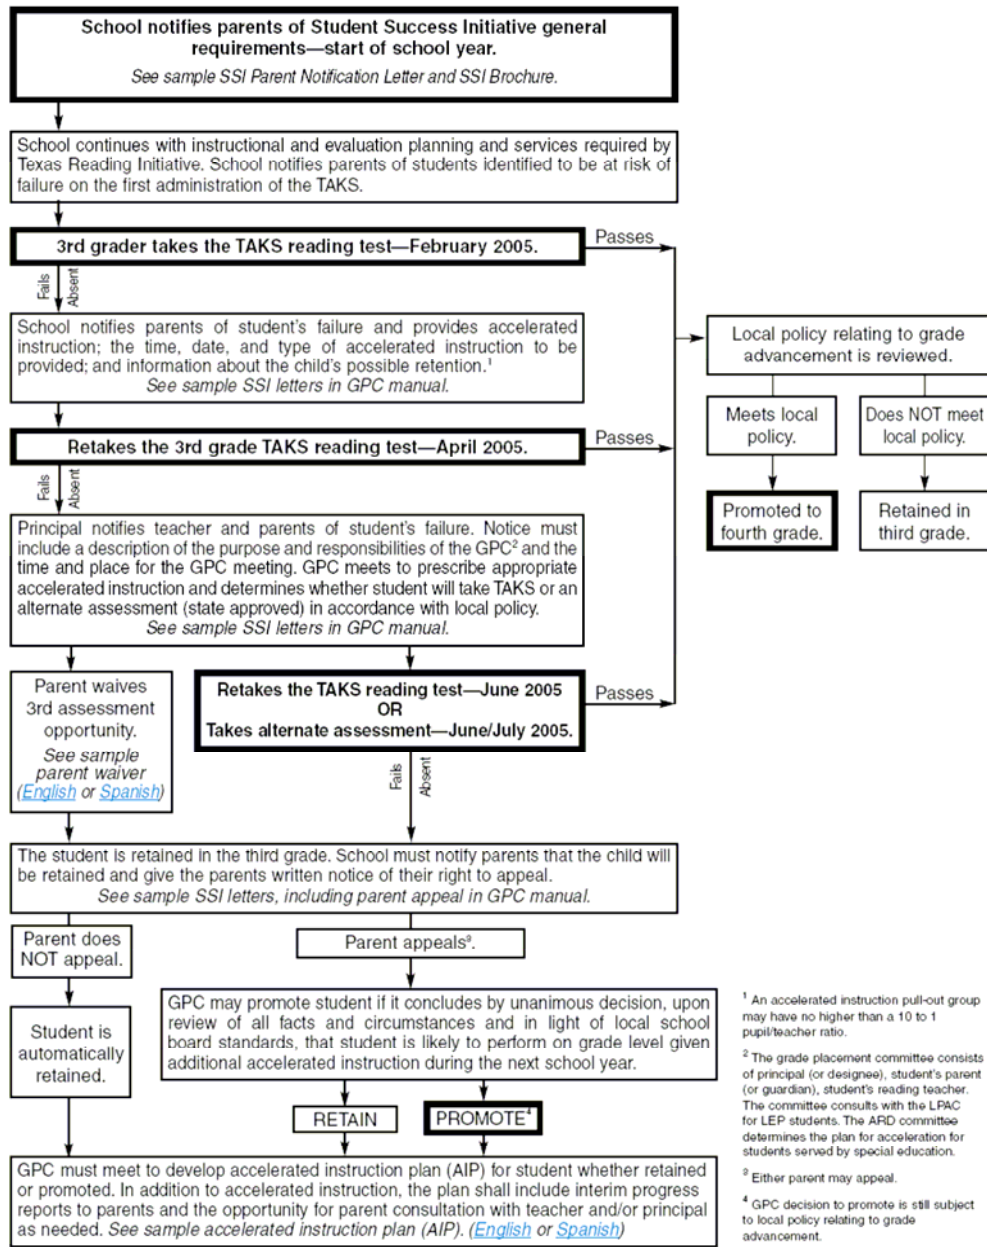 School notifies parents of Student Success Initiative general
requirements—start of school year.
See sample SSI Parent Notification Letter and SSI Brochure.
School continues with instructional and evaluation planning and services required by
Texas Reading Initiative. School notifies parents of students identified to be at risk of
failure on the first administration of the TAKS.
3rd grader takes the TAKS reading test—February 2005.
Passes
Fails
Absent
School notifies parents of student's failure and provides accelerated
instruction; the time, date, and type of accelerated instruction to be
provided; and information about the child's possible retention.¹
See sample SSI letters in GPC manual.
Local policy relating to grade
advancement is reviewed.
Meets local
policy.
Does NOT meet
local policy.
Promoted to
fourth grade.
Retained in
third grade.
Retakes the 3rd grade TAKS reading test—April 2005.
Passes
Fails
Absent
Principal notifies teacher and parents of student's failure. Notice must
include a description of the purpose and responsibilities of the GPC² and the
time and place for the GPC meeting. GPC meets to prescribe appropriate
accelerated instruction and determines whether student will take TAKS or an
alternate assessment (state approved) in accordance with local policy.
See sample SSI letters in GPC manual.
Parent waives
3rd assessment
opportunity.
See sample
parent waiver
(English or Spanish)
Retakes the TAKS reading test—June 2005
OR
Takes alternate assessment—June/July 2005.
Passes
Fails
Absent
The student is retained in the third grade. School must notify parents that the child will
be retained and give the parents written notice of their right to appeal.
See sample SSI letters, including parent appeal in GPC manual.
Parent does
NOT appeal.
Parent appeals³.
Student is
automatically
retained.
GPC may promote student if it concludes by unanimous decision, upon
review of all facts and circumstances and in light of local school
board standards, that student is likely to perform on grade level given
additional accelerated instruction during the next school year.
RETAIN
PROMOTE⁴
GPC must meet to develop accelerated instruction plan (AIP) for student whether retained
or promoted. In addition to accelerated instruction, the plan shall include interim progress
reports to parents and the opportunity for parent consultation with teacher and/or principal
as needed. See sample accelerated instruction plan (AIP). (English or Spanish)
¹ An accelerated instruction pull-out group
may have no higher than a 10 to 1
pupil/teacher ratio.
² The grade placement committee consists
of principal (or designee), student's parent
(or guardian), student's reading teacher.
The committee consults with the LPAC
for LEP students. The ARD committee
determines the plan for acceleration for
students served by special education.
³ Either parent may appeal.
⁴ GPC decision to promote is still subject
to local policy relating to grade
advancement.